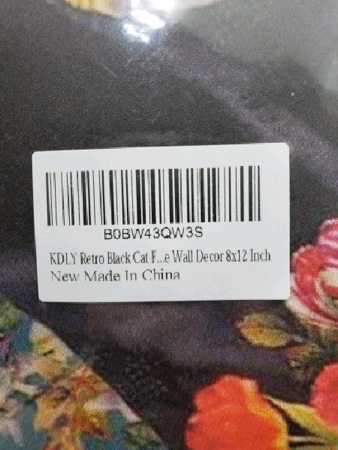 B0BW43QW3S
KDLY Retro Black Cat F...e Wall Decor 8x12 Inch
New Made In China